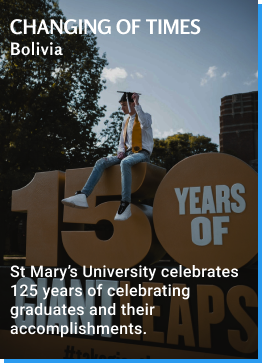 CHANGING OF TIMES
Bolivia
150
YEARS
OF
St Mary's University celebrates
125 years of celebrating
graduates and their
accomplishments.
LEAPS